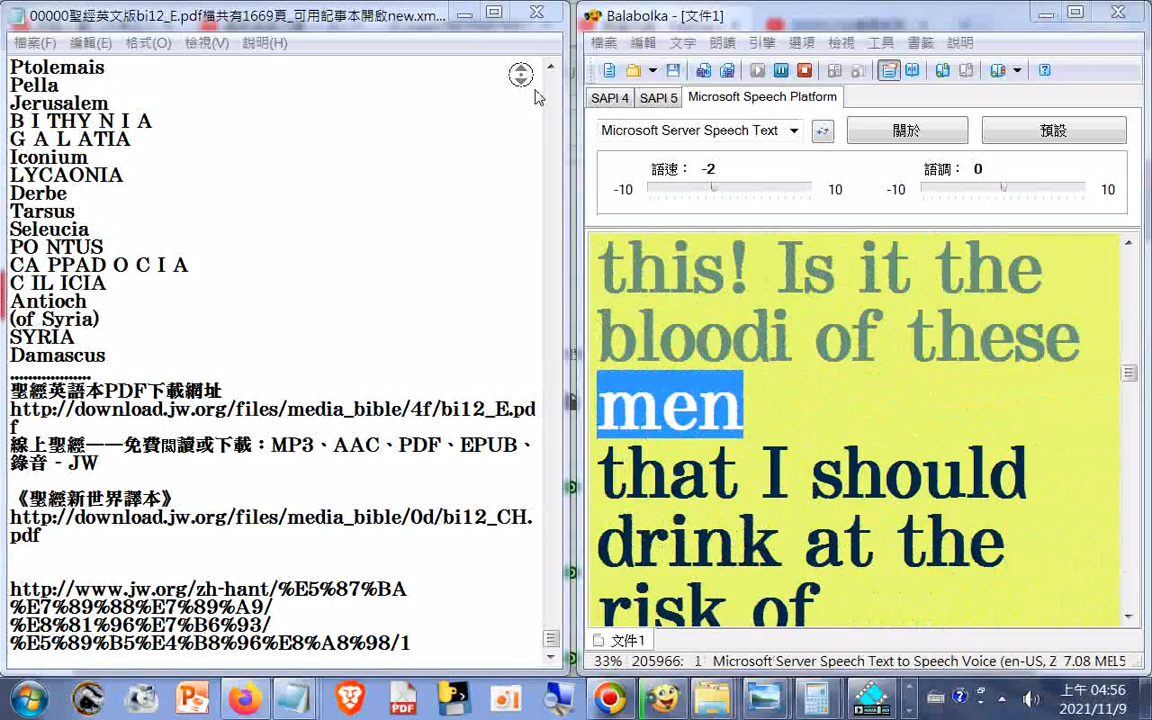 00000聖經英文版bi12_E.pdf檔共有1669頁_可用記事本開啟new.xm...
檔案(F) 編輯(E) 格式(O) 檢視(V) 說明(H)
Ptolemais
Pella
Jerusalem
B I THY N I A
G A L ATIA
Iconium
LYCAONIA
Derbe
Tarsus
Seleucia
PO NTUS
CA PPAD O C I A
C IL ICIA
Antioch
(of Syria)
SYRIA
Damascus
..................
聖經英語本PDF下載網址
http://download.jw.org/files/media_bible/4f/bi12_E.pd
f
線上聖經——免費閱讀或下載：MP3、AAC、PDF、EPUB、
錄音 - JW
《聖經新世界譯本》
http://download.jw.org/files/media_bible/0d/bi12_CH.
pdf
http://www.jw.org/zh-hant/%E5%87%BA
%E7%89%88%E7%89%A9/
%E8%81%96%E7%B6%93/
%E5%89%B5%E4%B8%96%E8%A8%98/1
Balabolka - [文件1]
檔案 編輯 文字 朗讀 引擎 選項 檢視 工具 書籤 說明
SAPI 4 SAPI 5 Microsoft Speech Platform
Microsoft Server Speech Text 關於 預設
語速： -2 語調： 0
-10 10 -10 10
this! Is it the
bloodi of these
men
that I should
drink at the
risk of
文件1
33% 205966: 1 Microsoft Server Speech Text to Speech Voice (en-US, Z 7.08 ME15
PDF
上午 04:56
2021/11/9